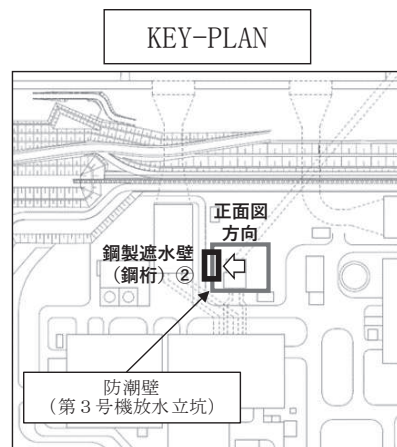 KEY-PLAN
正面図
方向
鋼製遮水壁
（鋼桁）②
防潮壁
（第３号機放水立坑）